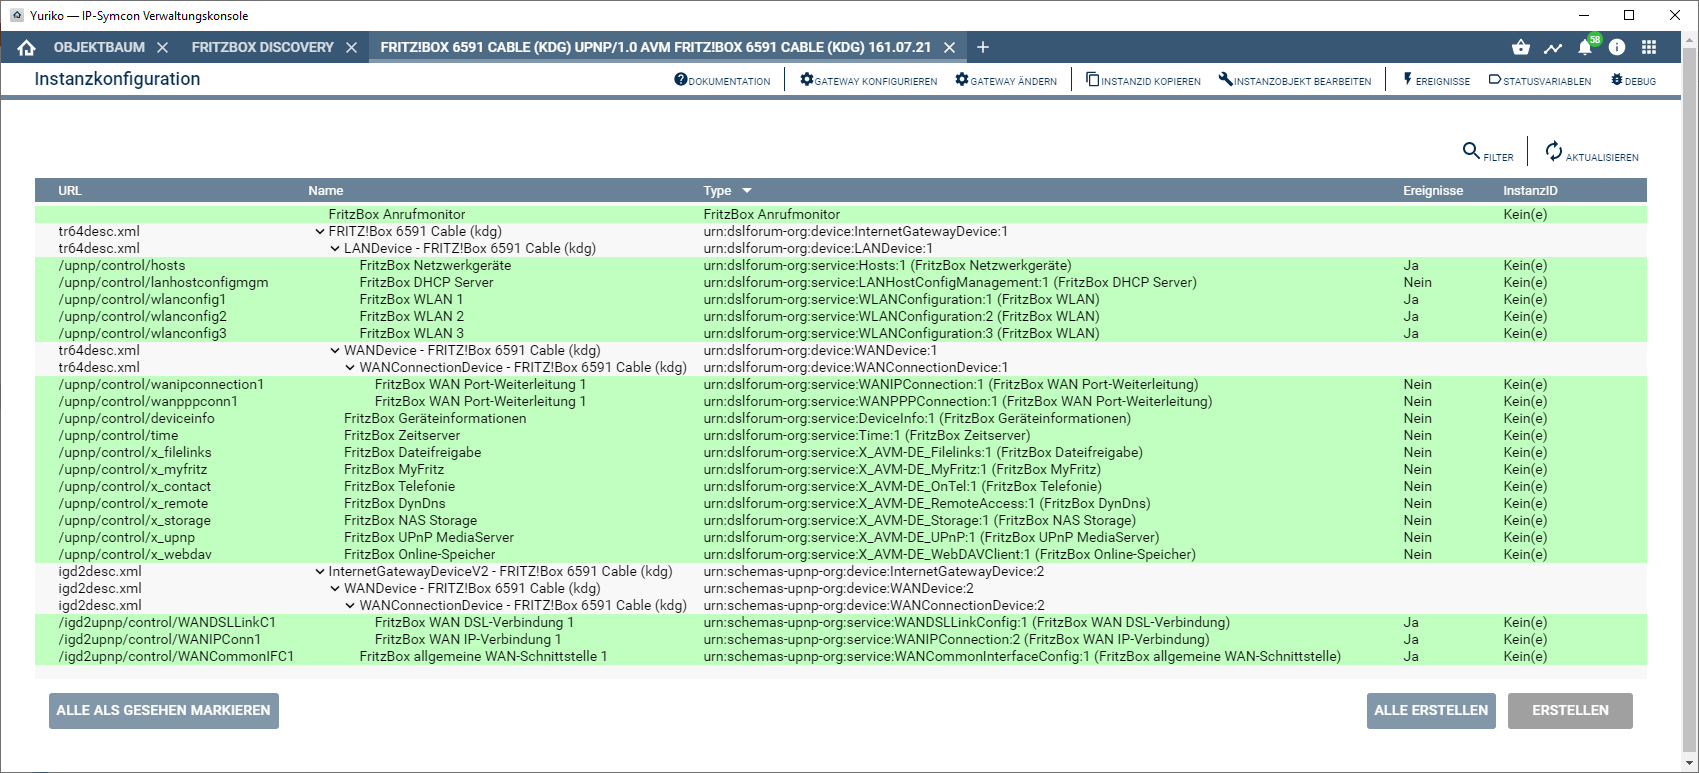 Yuriko — IP-Symcon Verwaltungskonsole
OBJEKTBAUM FRITZBOX DISCOVERY FRITZ!BOX 6591 CABLE (KDG) UPNP/1.0 AVM FRITZ!BOX 6591 CABLE (KDG) 161.07.21 58
Instanzkonfiguration DOKUMENTATION GATEWAY KONFIGURIEREN GATEWAY ÄNDERN INSTANZID KOPIEREN INSTANZOBJEKT BEARBEITEN EREIGNISSE STATUSVARIABLEN DEBUG
FILTER AKTUALISIEREN
URL Name Type Ereignisse InstanzID
FritzBox Anrufmonitor FritzBox Anrufmonitor Kein(e)
tr64desc.xml FRITZ!Box 6591 Cable (kdg) urn:dslforum-org:device:InternetGatewayDevice:1
tr64desc.xml LANDevice - FRITZ!Box 6591 Cable (kdg) urn:dslforum-org:device:LANDevice:1
/upnp/control/hosts FritzBox Netzwerkgeräte urn:dslforum-org:service:Hosts:1 (FritzBox Netzwerkgeräte) Ja Kein(e)
/upnp/control/lanhostconfigmgm FritzBox DHCP Server urn:dslforum-org:service:LANHostConfigManagement:1 (FritzBox DHCP Server) Nein Kein(e)
/upnp/control/wlanconfig1 FritzBox WLAN 1 urn:dslforum-org:service:WLANConfiguration:1 (FritzBox WLAN) Ja Kein(e)
/upnp/control/wlanconfig2 FritzBox WLAN 2 urn:dslforum-org:service:WLANConfiguration:2 (FritzBox WLAN) Ja Kein(e)
/upnp/control/wlanconfig3 FritzBox WLAN 3 urn:dslforum-org:service:WLANConfiguration:3 (FritzBox WLAN) Ja Kein(e)
tr64desc.xml WANDevice - FRITZ!Box 6591 Cable (kdg) urn:dslforum-org:device:WANDevice:1
tr64desc.xml WANConnectionDevice - FRITZ!Box 6591 Cable (kdg) urn:dslforum-org:device:WANConnectionDevice:1
/upnp/control/wanipconnection1 FritzBox WAN Port-Weiterleitung 1 urn:dslforum-org:service:WANIPConnection:1 (FritzBox WAN Port-Weiterleitung) Nein Kein(e)
/upnp/control/wanpppconn1 FritzBox WAN Port-Weiterleitung 1 urn:dslforum-org:service:WANPPPConnection:1 (FritzBox WAN Port-Weiterleitung) Nein Kein(e)
/upnp/control/deviceinfo FritzBox Geräteinformationen urn:dslforum-org:service:DeviceInfo:1 (FritzBox Geräteinformationen) Nein Kein(e)
/upnp/control/time FritzBox Zeitserver urn:dslforum-org:service:Time:1 (FritzBox Zeitserver) Nein Kein(e)
/upnp/control/x_filelinks FritzBox Dateifreigabe urn:dslforum-org:service:X_AVM-DE_Filelinks:1 (FritzBox Dateifreigabe) Nein Kein(e)
/upnp/control/x_myfritz FritzBox MyFritz urn:dslforum-org:service:X_AVM-DE_MyFritz:1 (FritzBox MyFritz) Nein Kein(e)
/upnp/control/x_contact FritzBox Telefonie urn:dslforum-org:service:X_AVM-DE_OnTel:1 (FritzBox Telefonie) Nein Kein(e)
/upnp/control/x_remote FritzBox DynDns urn:dslforum-org:service:X_AVM-DE_RemoteAccess:1 (FritzBox DynDns) Nein Kein(e)
/upnp/control/x_storage FritzBox NAS Storage urn:dslforum-org:service:X_AVM-DE_Storage:1 (FritzBox NAS Storage) Nein Kein(e)
/upnp/control/x_upnp FritzBox UPnP MediaServer urn:dslforum-org:service:X_AVM-DE_UPnP:1 (FritzBox UPnP MediaServer) Nein Kein(e)
/upnp/control/x_webdav FritzBox Online-Speicher urn:dslforum-org:service:X_AVM-DE_WebDAVClient:1 (FritzBox Online-Speicher) Nein Kein(e)
igd2desc.xml InternetGatewayDeviceV2 - FRITZ!Box 6591 Cable (kdg) urn:schemas-upnp-org:device:InternetGatewayDevice:2
igd2desc.xml WANDevice - FRITZ!Box 6591 Cable (kdg) urn:schemas-upnp-org:device:WANDevice:2
igd2desc.xml WANConnectionDevice - FRITZ!Box 6591 Cable (kdg) urn:schemas-upnp-org:device:WANConnectionDevice:2
/igd2upnp/control/WANDSLLinkC1 FritzBox WAN DSL-Verbindung 1 urn:schemas-upnp-org:service:WANDSLLinkConfig:1 (FritzBox WAN DSL-Verbindung) Ja Kein(e)
/igd2upnp/control/WANIPConn1 FritzBox WAN IP-Verbindung 1 urn:schemas-upnp-org:service:WANIPConnection:2 (FritzBox WAN IP-Verbindung) Ja Kein(e)
/igd2upnp/control/WANCommonIFC1 FritzBox allgemeine WAN-Schnittstelle 1 urn:schemas-upnp-org:service:WANCommonInterfaceConfig:1 (FritzBox allgemeine WAN-Schnittstelle) Ja Kein(e)
ALLE ALS GESEHEN MARKIEREN ALLE ERSTELLEN ERSTELLEN